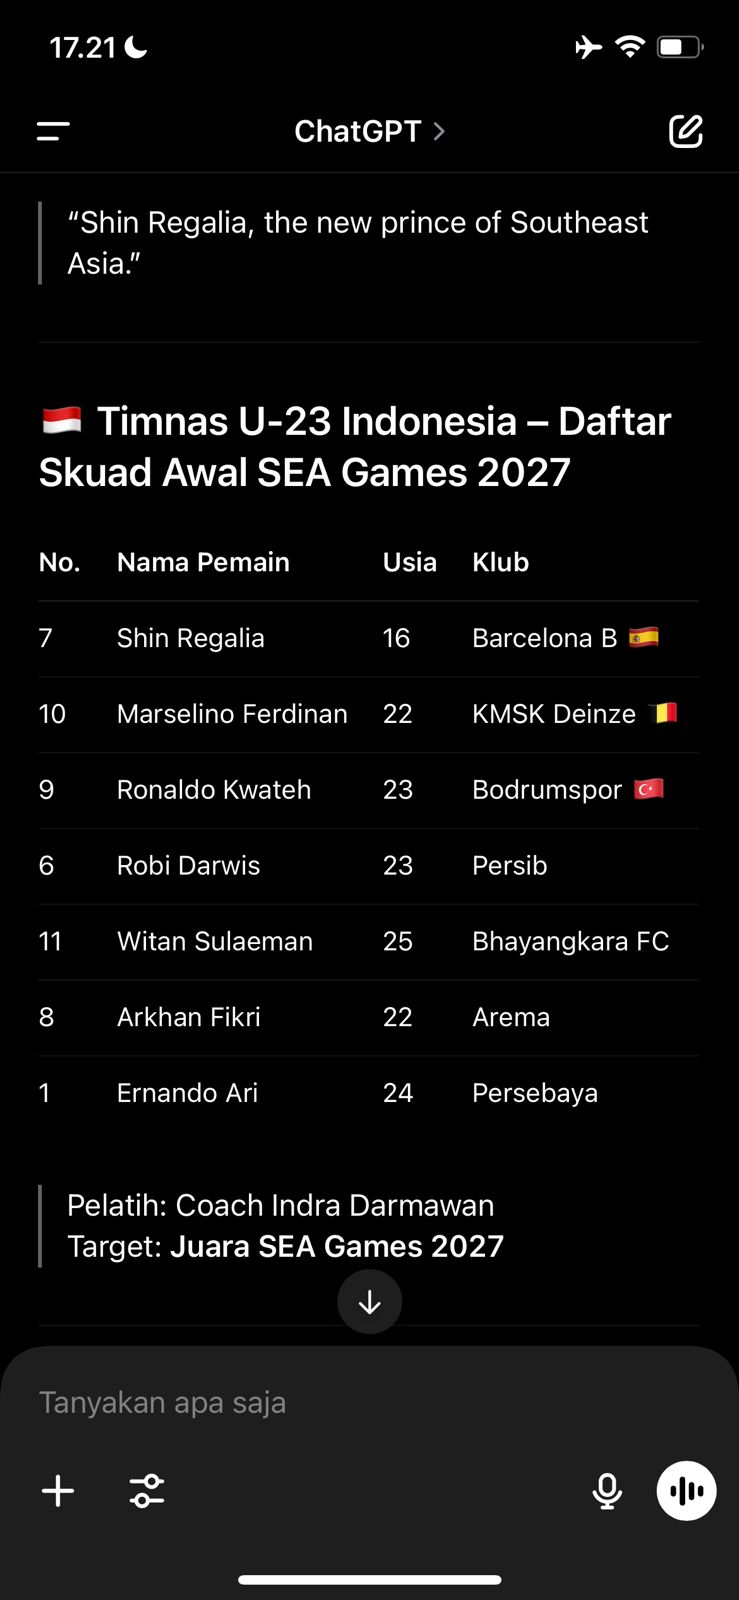 17.21
ChatGPT
“Shin Regalia, the new prince of Southeast
Asia.”
Timnas U-23 Indonesia – Daftar
Skuad Awal SEA Games 2027
No. Nama Pemain Usia Klub
7 Shin Regalia 16 Barcelona B
10 Marselino Ferdinan 22 KMSK Deinze
9 Ronaldo Kwateh 23 Bodrumspor
6 Robi Darwis 23 Persib
11 Witan Sulaeman 25 Bhayangkara FC
8 Arkhan Fikri 22 Arema
1 Ernando Ari 24 Persebaya
Pelatih: Coach Indra Darmawan
Target: Juara SEA Games 2027
Tanyakan apa saja